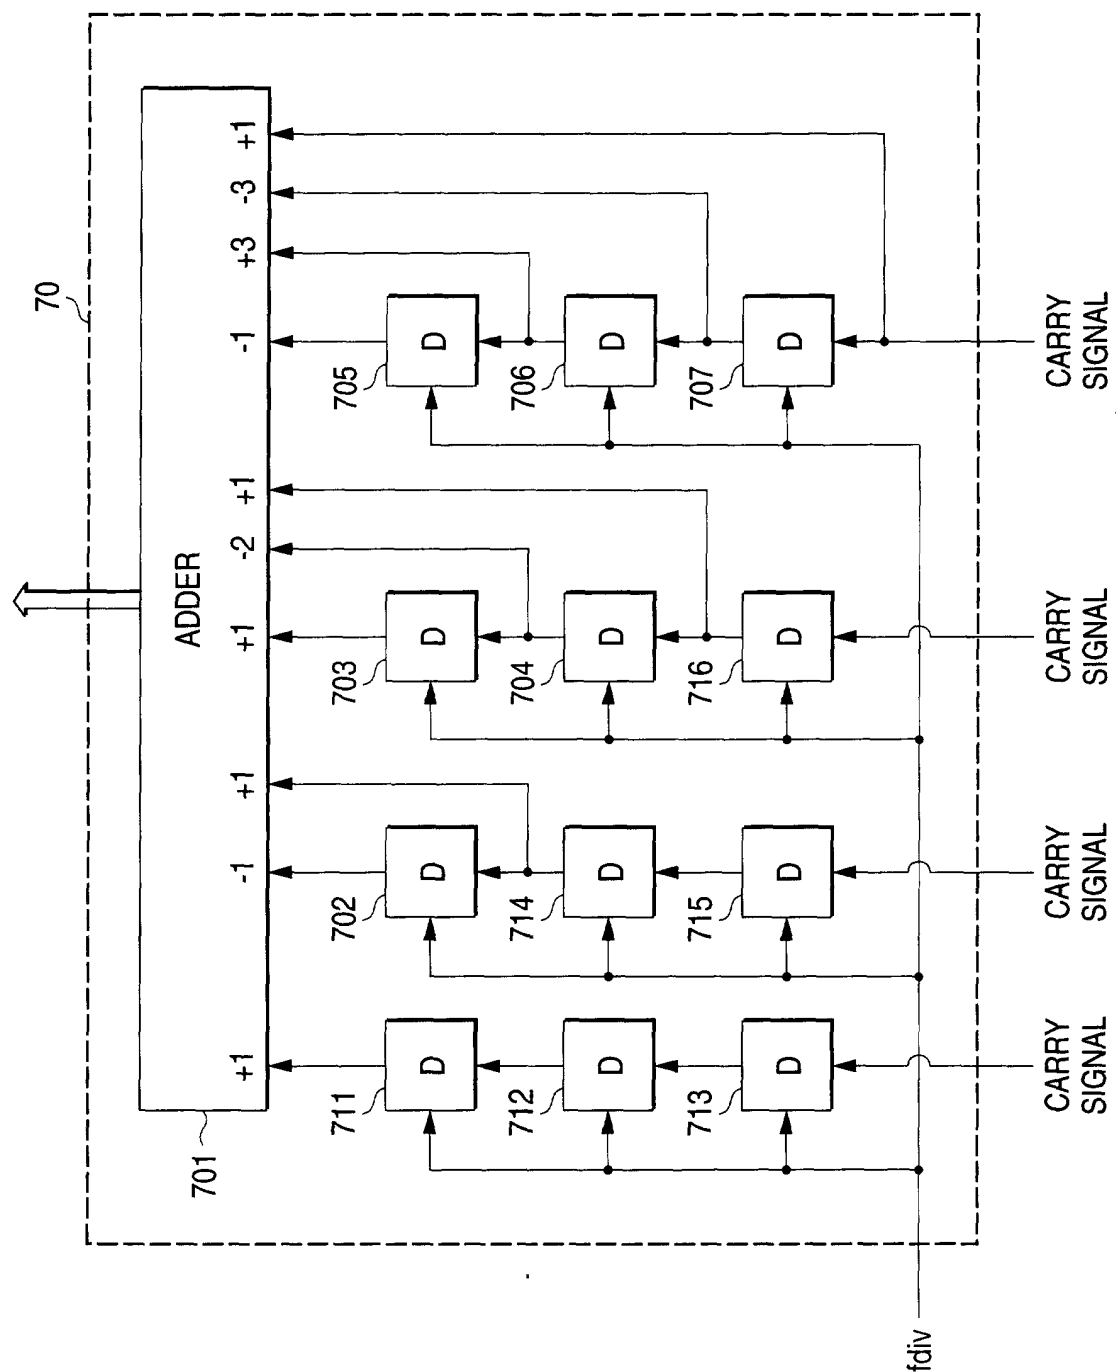 70
701
ADDER
+1
-1
+1
+1
-2
+1
-1
+3
-3
+1
711
D
702
D
703
D
705
D
712
D
714
D
704
D
706
D
713
D
715
D
716
D
707
D
fdiv
CARRY
SIGNAL
CARRY
SIGNAL
CARRY
SIGNAL
CARRY
SIGNAL